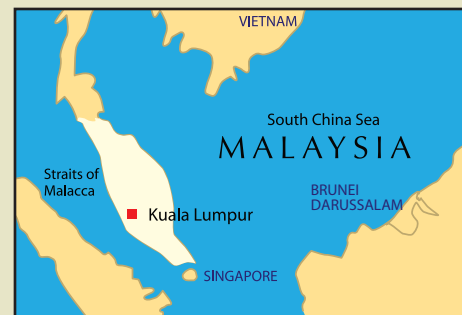 VIETNAM
South China Sea
MALAYSIA
Straits of
Malacca
BRUNEI
DARUSSALAM
Kuala Lumpur
SINGAPORE